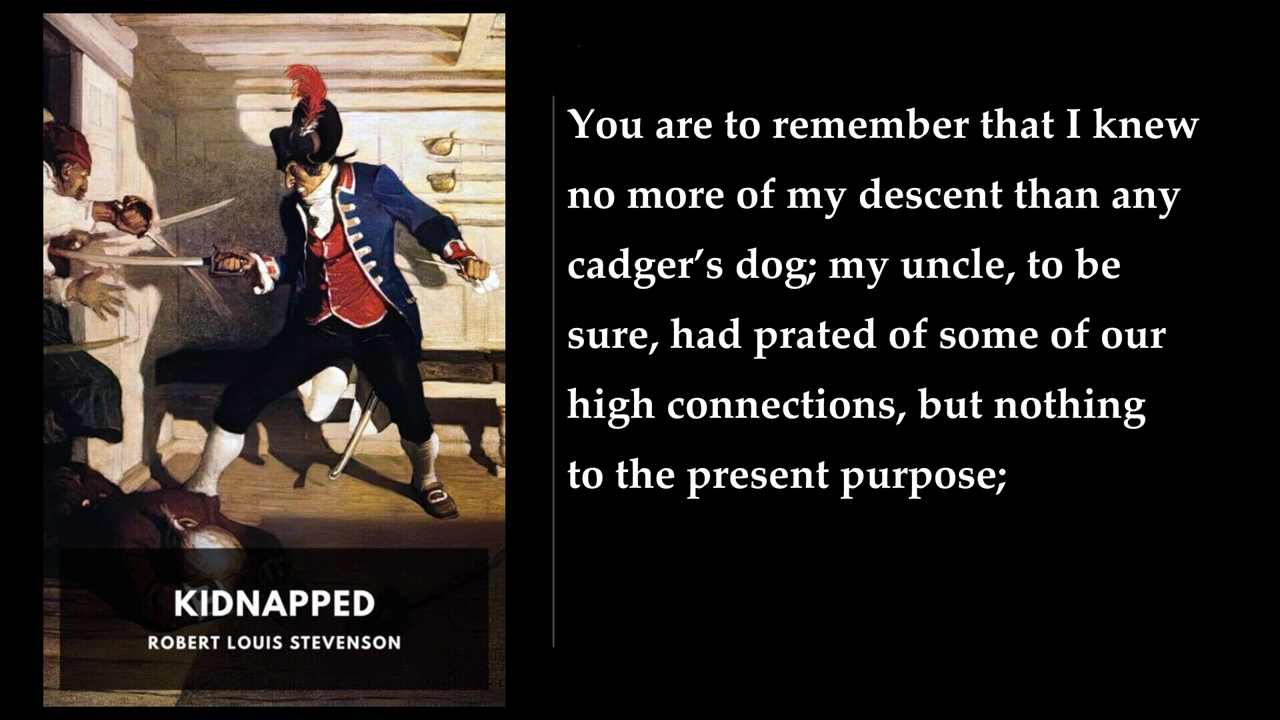 KIDNAPPED
ROBERT LOUIS STEVENSON
You are to remember that I knew
no more of my descent than any
cadger’s dog; my uncle, to be
sure, had prated of some of our
high connections, but nothing
to the present purpose;